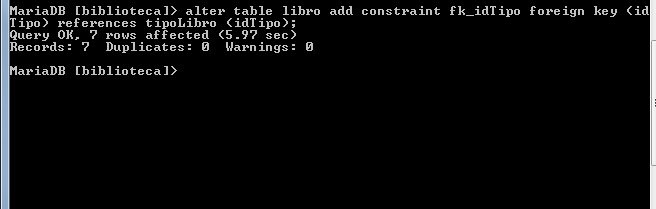 MariaDB [biblioteca]> alter table libro add constraint fk_idTipo foreign key (id
Tipo) references tipoLibro (idTipo);
Query OK, 7 rows affected (5.97 sec)
Records: 7  Duplicates: 0  Warnings: 0
MariaDB [biblioteca]>